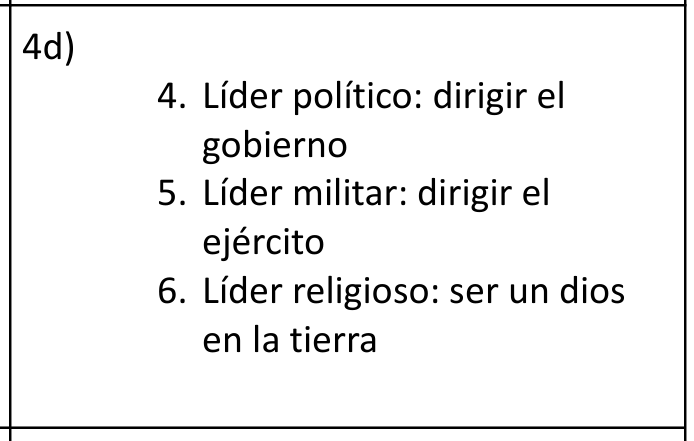 4d)
4. Líder político: dirigir el
gobierno
5. Líder militar: dirigir el
ejército
6. Líder religioso: ser un dios
en la tierra